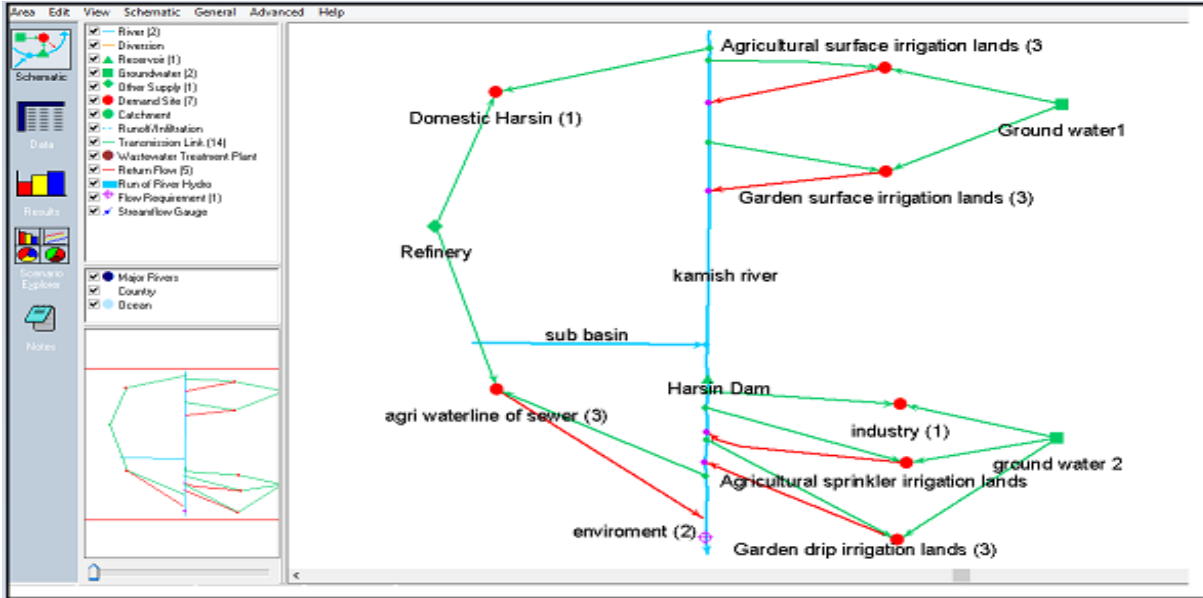 Area Edit View Schematic General Advanced Help
Schematic
Data
Results
Scenario
Explorer
Notes
River (2)
Diversion
Reservoir (1)
Groundwater (2)
Other Supply (1)
Demand Site (7)
Catchment
Runoff/Infiltration
Transmission Link (14)
Wastewater Treatment Plant
Return Flow (5)
Run of River Hydro
Flow Requirement (1)
Streamflow Gauge
Major Rivers
Country
Ocean
Agricultural surface irrigation lands (3
Domestic Harsin (1)
Ground water1
Garden surface irrigation lands (3)
Refinery
kamish river
sub basin
Harsin Dam
agri waterline of sewer (3)
industry (1)
ground water 2
Agricultural sprinkler irrigation lands
enviroment (2)
Garden drip irrigation lands (3)
<